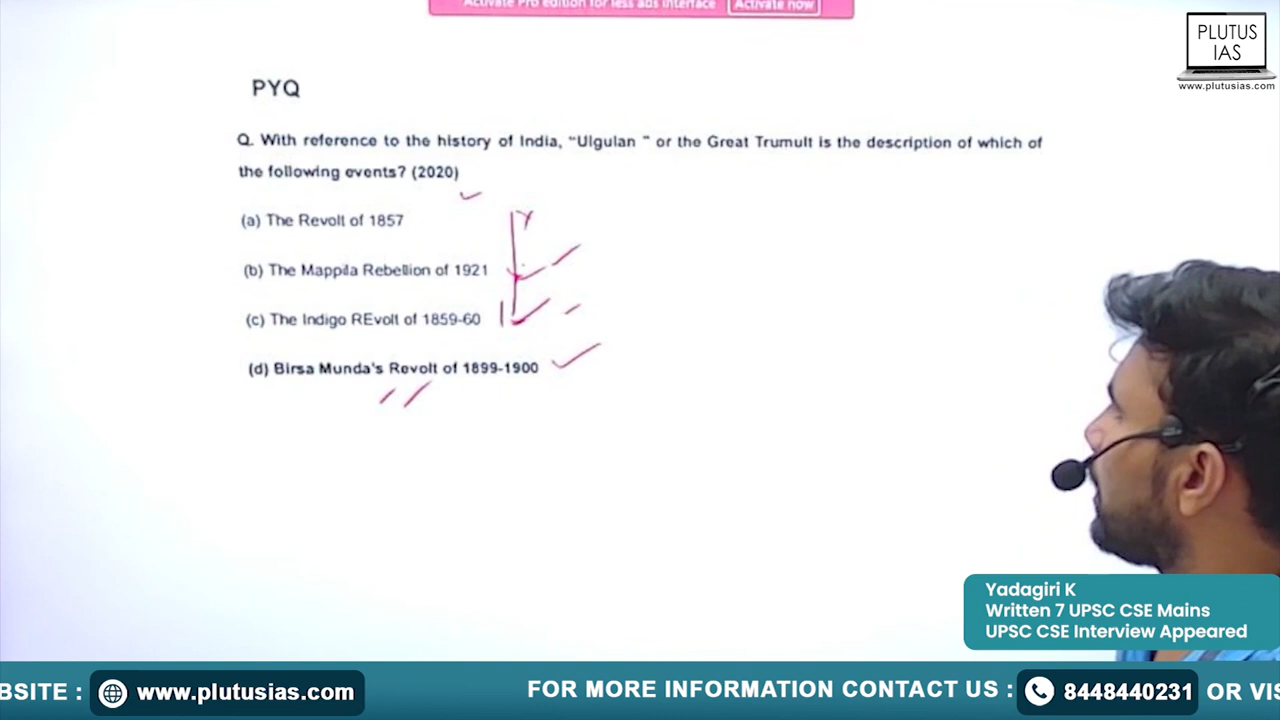 Activate Pro edition for less ads interface Activate now
PLUTUS
IAS
www.plutusias.com
PYQ
Q. With reference to the history of India, “Ulgulan ” or the Great Trumult is the description of which of
the following events? (2020)
(a) The Revolt of 1857
(b) The Mappila Rebellion of 1921
(c) The Indigo REvolt of 1859-60
(d) Birsa Munda's Revolt of 1899-1900
Yadagiri K
Written 7 UPSC CSE Mains
UPSC CSE Interview Appeared
BSITE : www.plutusias.com FOR MORE INFORMATION CONTACT US : 8448440231 OR VIS